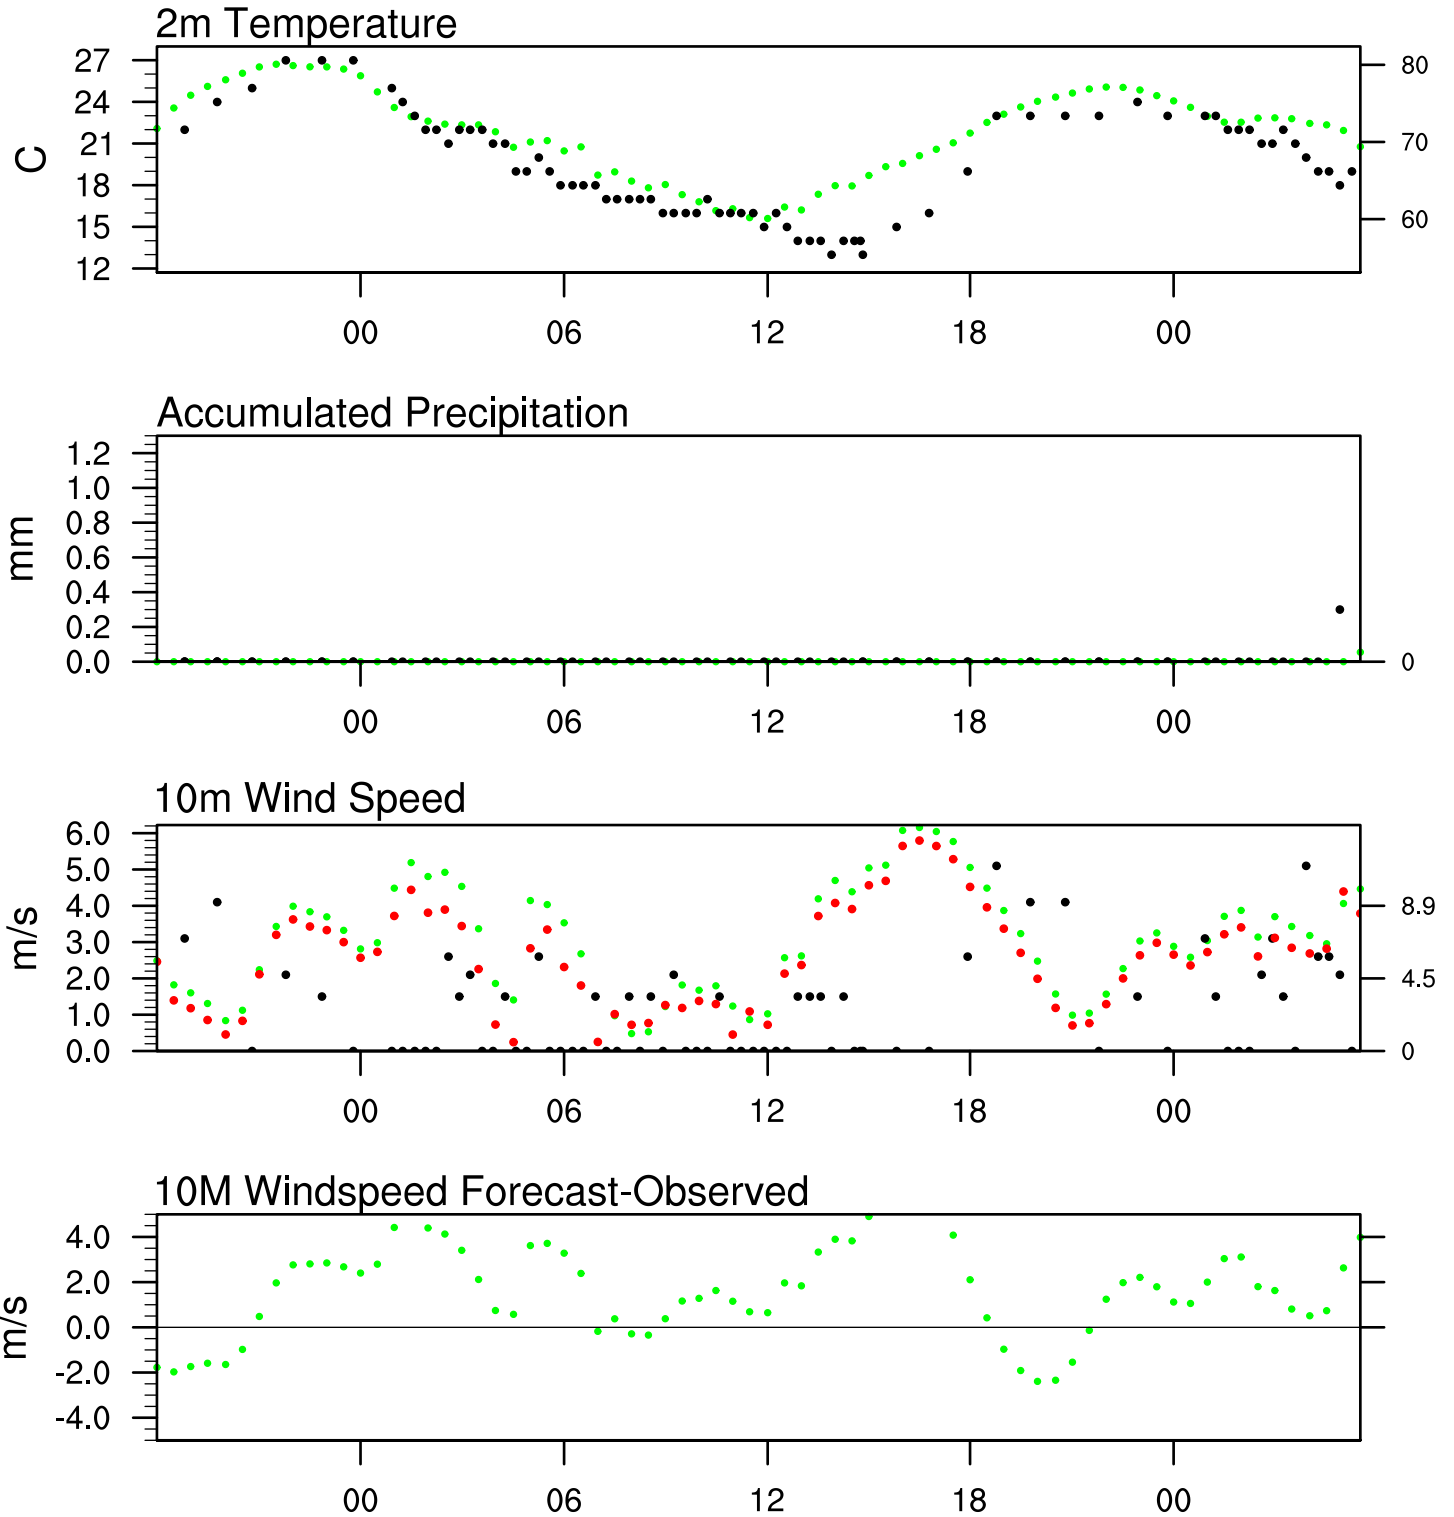 2m Temperature
27
24
21
18
15
12
C
80
70
60
00 06 12 18 00
Accumulated Precipitation
1.2
1.0
0.8
0.6
0.4
0.2
0.0
mm
0
00 06 12 18 00
10m Wind Speed
6.0
5.0
4.0
3.0
2.0
1.0
0.0
m/s
8.9
4.5
0
00 06 12 18 00
10M Windspeed Forecast-Observed
4.0
2.0
0.0
-2.0
-4.0
m/s
00 06 12 18 00